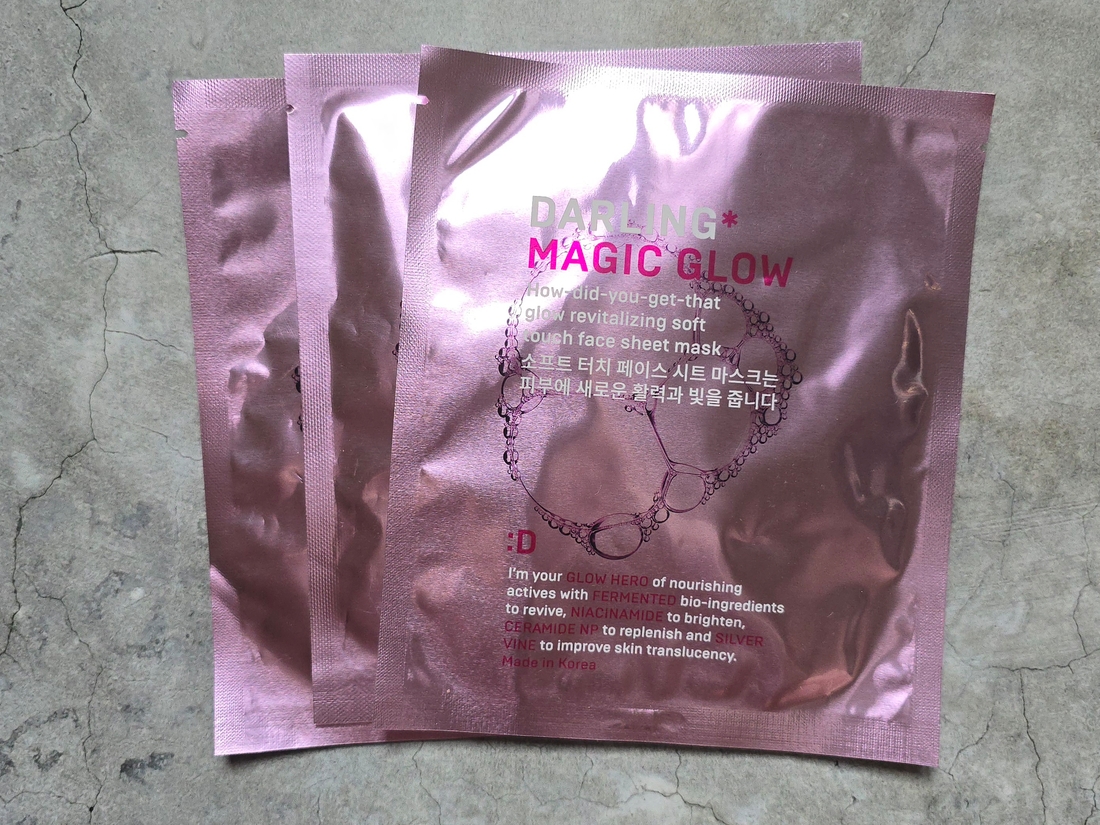 DARLING*
MAGIC GLOW
How-did-you-get-that
glow revitalizing soft
touch face sheet mask
소프트 터치 페이스 시트 마스크는
피부에 새로운 활력과 빛을 줍니다
:D
I'm your GLOW HERO of nourishing
actives with FERMENTED bio-ingredients
to revive, NIACINAMIDE to brighten,
CERAMIDE NP to replenish and SILVER
VINE to improve skin translucency.
Made in Korea